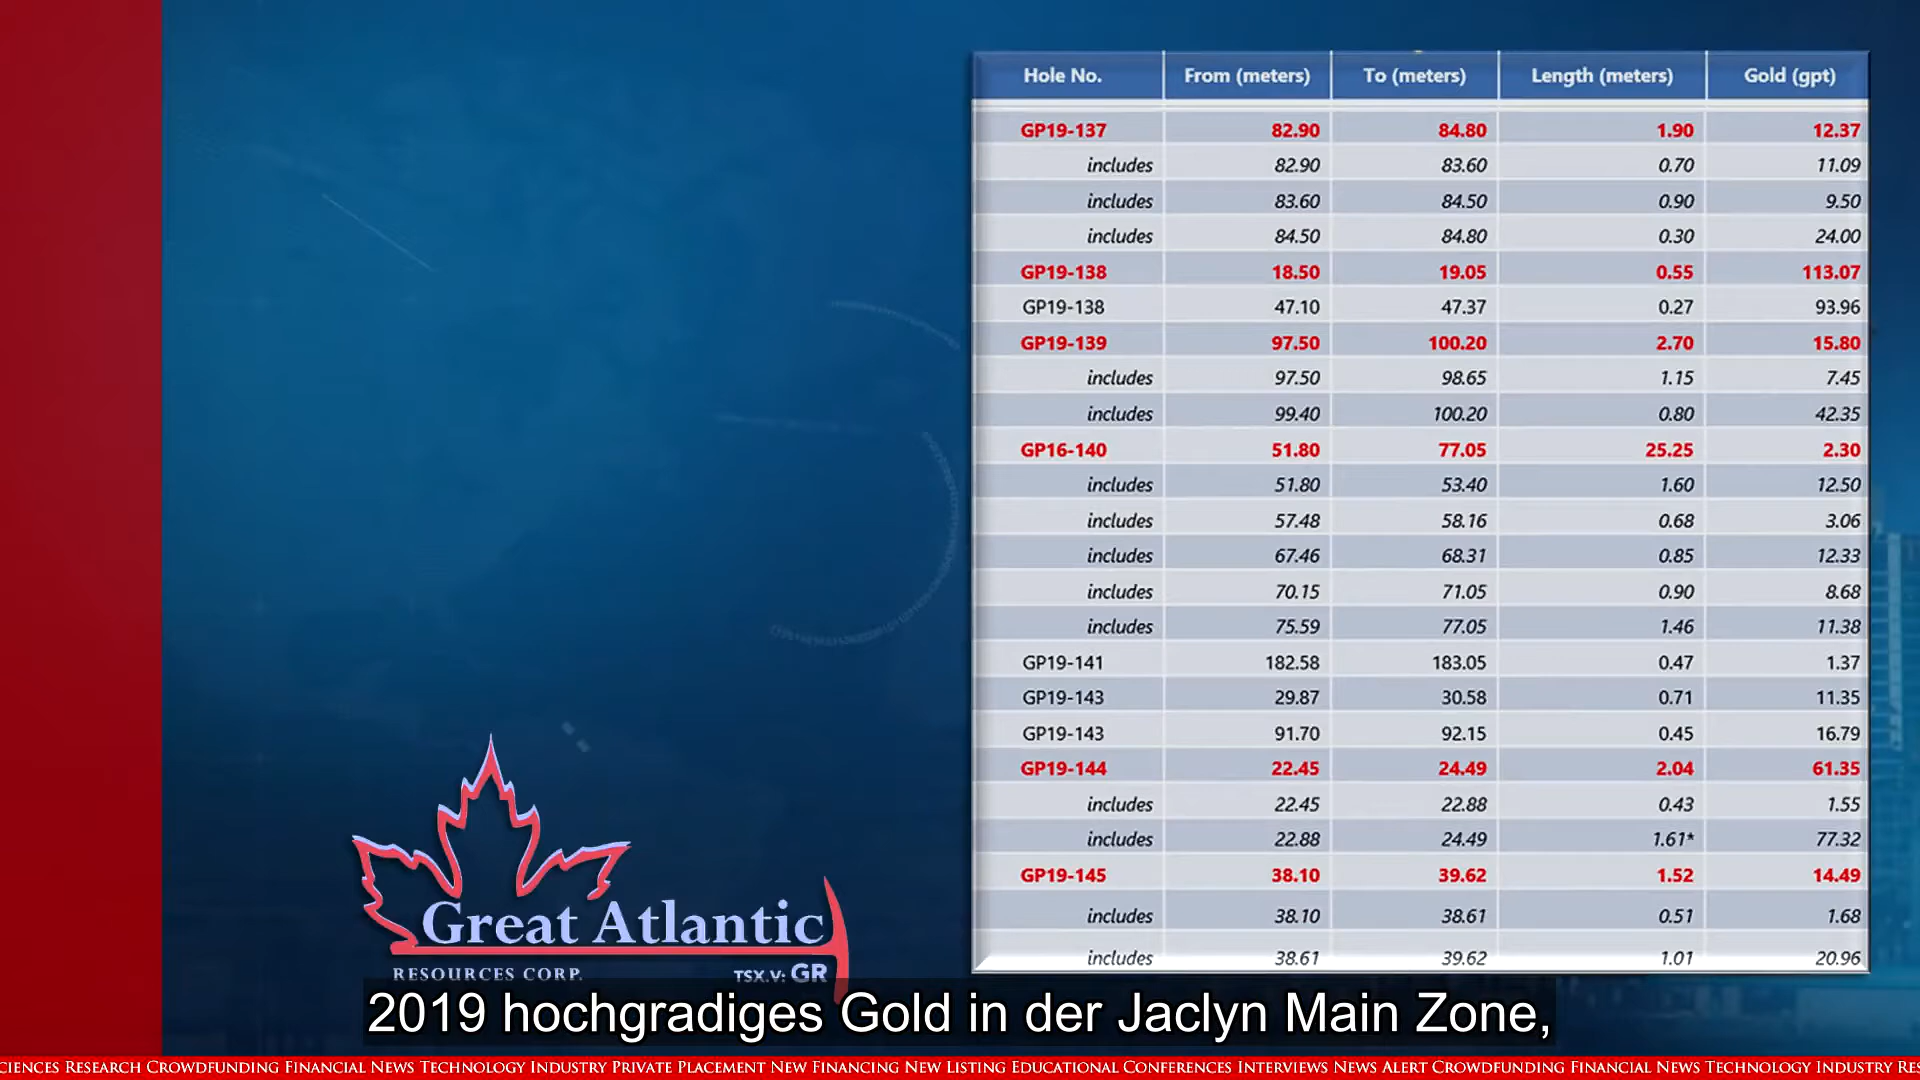 Hole No. From (meters) To (meters) Length (meters) Gold (gpt)
GP19-137 82.90 84.80 1.90 12.37
includes 82.90 83.60 0.70 11.09
includes 83.60 84.50 0.90 9.50
includes 84.50 84.80 0.30 24.00
GP19-138 18.50 19.05 0.55 113.07
GP19-138 47.10 47.37 0.27 93.96
GP19-139 97.50 100.20 2.70 15.80
includes 97.50 98.65 1.15 7.45
includes 99.40 100.20 0.80 42.35
GP16-140 51.80 77.05 25.25 2.30
includes 51.80 53.40 1.60 12.50
includes 57.48 58.16 0.68 3.06
includes 67.46 68.31 0.85 12.33
includes 70.15 71.05 0.90 8.68
includes 75.59 77.05 1.46 11.38
GP19-141 182.58 183.05 0.47 1.37
GP19-143 29.87 30.58 0.71 11.35
GP19-143 91.70 92.15 0.45 16.79
GP19-144 22.45 24.49 2.04 61.35
includes 22.45 22.88 0.43 1.55
includes 22.88 24.49 1.61* 77.32
GP19-145 38.10 39.62 1.52 14.49
includes 38.10 38.61 0.51 1.68
includes 38.61 39.62 1.01 20.96
Great Atlantic
RESOURCES CORP. TSX.V: GR
2019 hochgradiges Gold in der Jaclyn Main Zone,
CIENCES RESEARCH CROWDFUNDING FINANCIAL NEWS TECHNOLOGY INDUSTRY PRIVATE PLACEMENT NEW FINANCING NEW LISTING EDUCATIONAL CONFERENCES INTERVIEWS NEWS ALERT CROWDFUNDING FINANCIAL NEWS TECHNOLOGY INDUSTRY RES